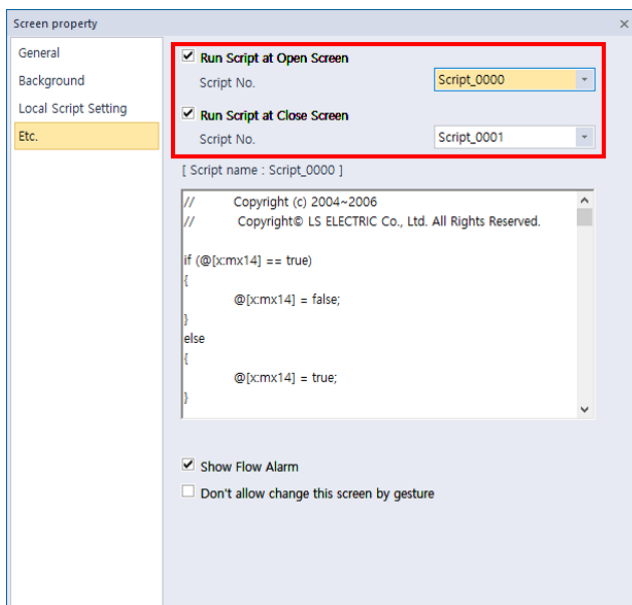 Screen property
General
Background
Local Script Setting
Etc.
Run Script at Open Screen
Script No. Script_0000
Run Script at Close Screen
Script No. Script_0001
[ Script name : Script_0000 ]
// Copyright (c) 2004~2006
// Copyright© LS ELECTRIC Co., Ltd. All Rights Reserved.
if (@[x:mx14] == true)
{
@[x:mx14] = false;
}
else
{
@[x:mx14] = true;
}
Show Flow Alarm
Don't allow change this screen by gesture